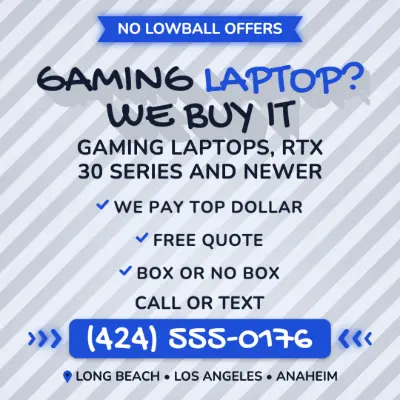 NO LOWBALL OFFERS
GAMING LAPTOP?
WE BUY IT
GAMING LAPTOPS, RTX
30 SERIES AND NEWER
WE PAY TOP DOLLAR
FREE QUOTE
BOX OR NO BOX
CALL OR TEXT
(424) 555-0176
LONG BEACH • LOS ANGELES • ANAHEIM